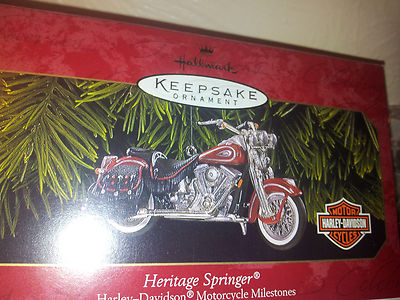 Hallmark
KEEPSAKE
ORNAMENT
MOTOR
HARLEY-DAVIDSON
CYCLES
Heritage Springer®
Harley-Davidson® Motorcycle Milestones